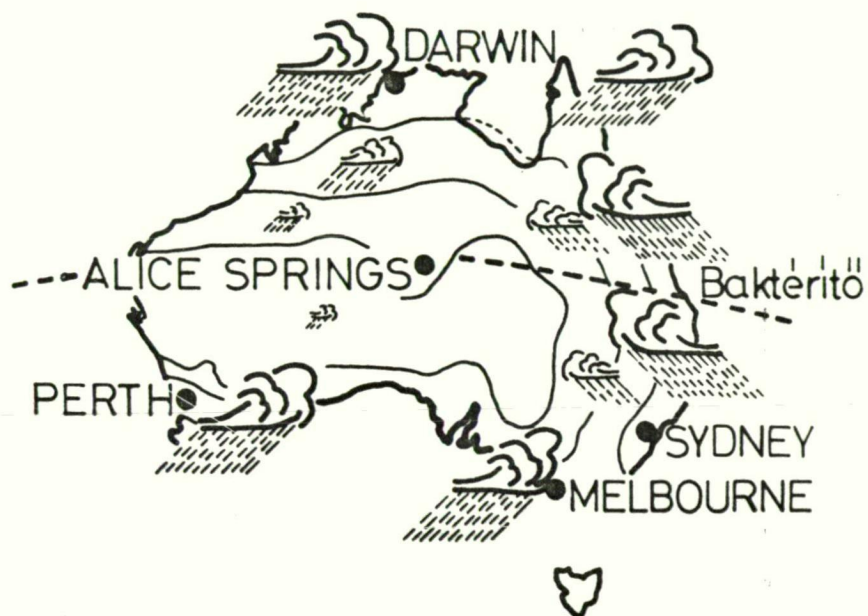 DARWIN
ALICE SPRINGS
Baktérítő
PERTH
SYDNEY
MELBOURNE